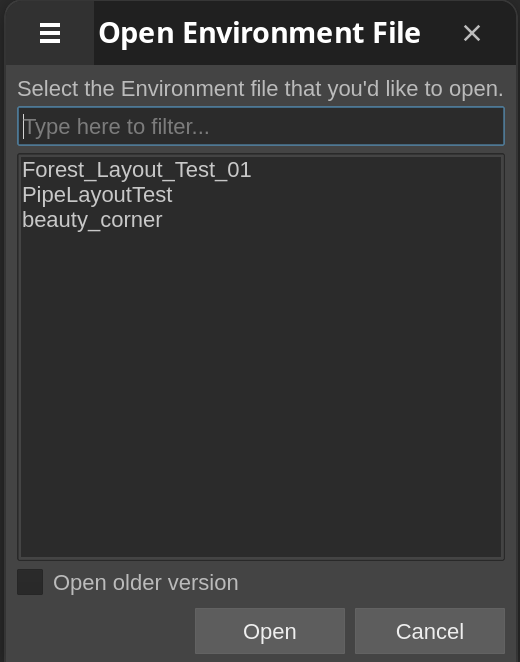 Open Environment File
Select the Environment file that you'd like to open.
Type here to filter...
Forest_Layout_Test_01
PipeLayoutTest
beauty_corner
Open older version
Open
Cancel